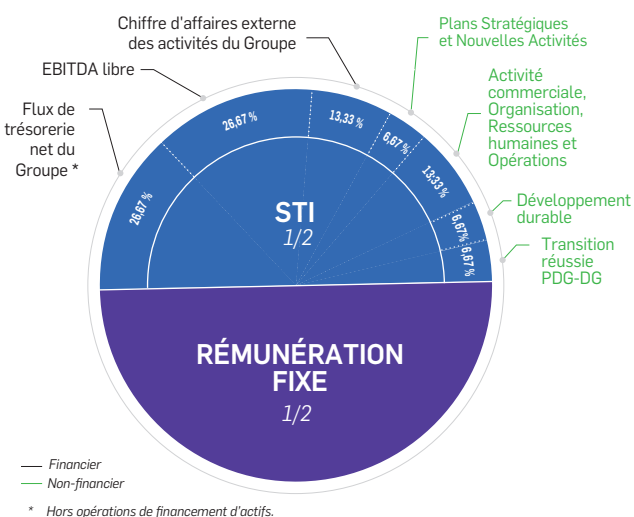 Chiffre d'affaires externe
des activités du Groupe
EBITDA libre
Flux de
trésorerie
net du
Groupe *
Plans Stratégiques
et Nouvelles Activités
Activité
commerciale,
Organisation,
Ressources
humaines et
Opérations
Développement
durable
Transition
réussie
PDG-DG
26,67 %
26,67 %
13,33 %
6,67 %
13,33 %
6,67%
6,67 %
STI
1/2
RÉMUNÉRATION
FIXE
1/2
Financier
Non-financier
* Hors opérations de financement d'actifs.